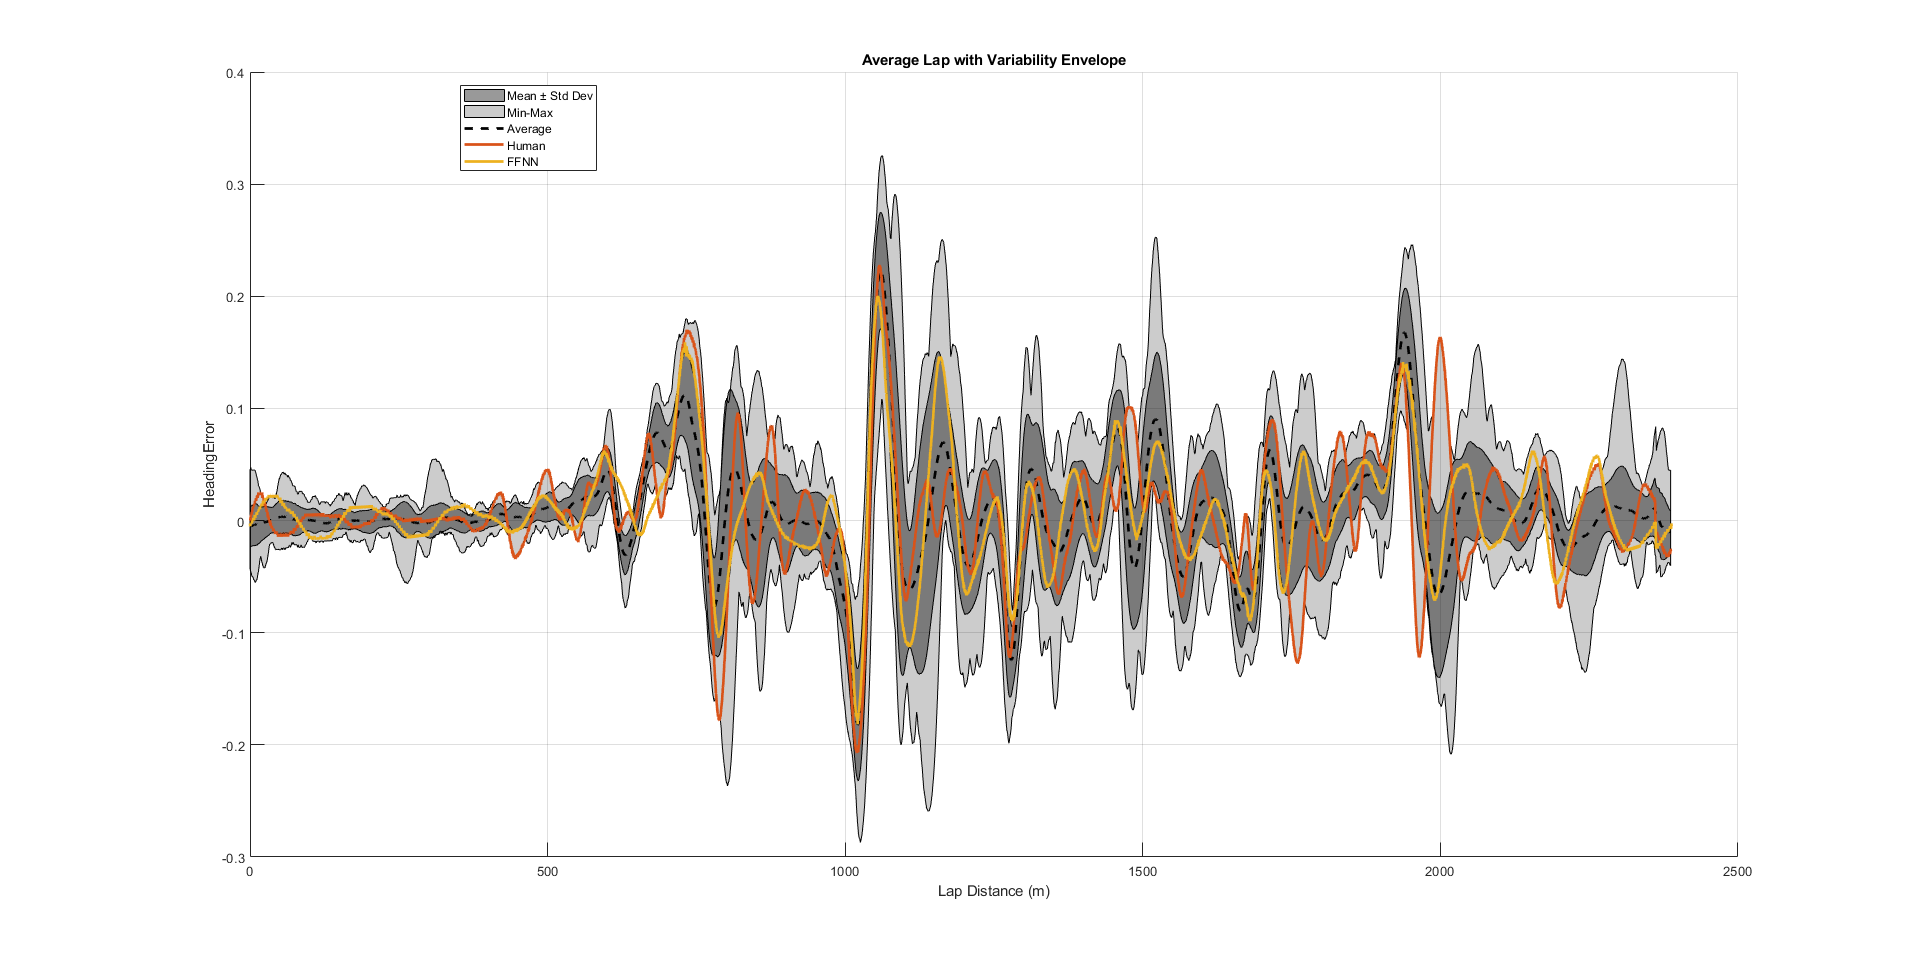 Average Lap with Variability Envelope
Mean ± Std Dev
Min-Max
Average
Human
FFNN
HeadingError
0.4
0.3
0.2
0.1
0
-0.1
-0.2
-0.3
0
500
1000
1500
2000
2500
Lap Distance (m)